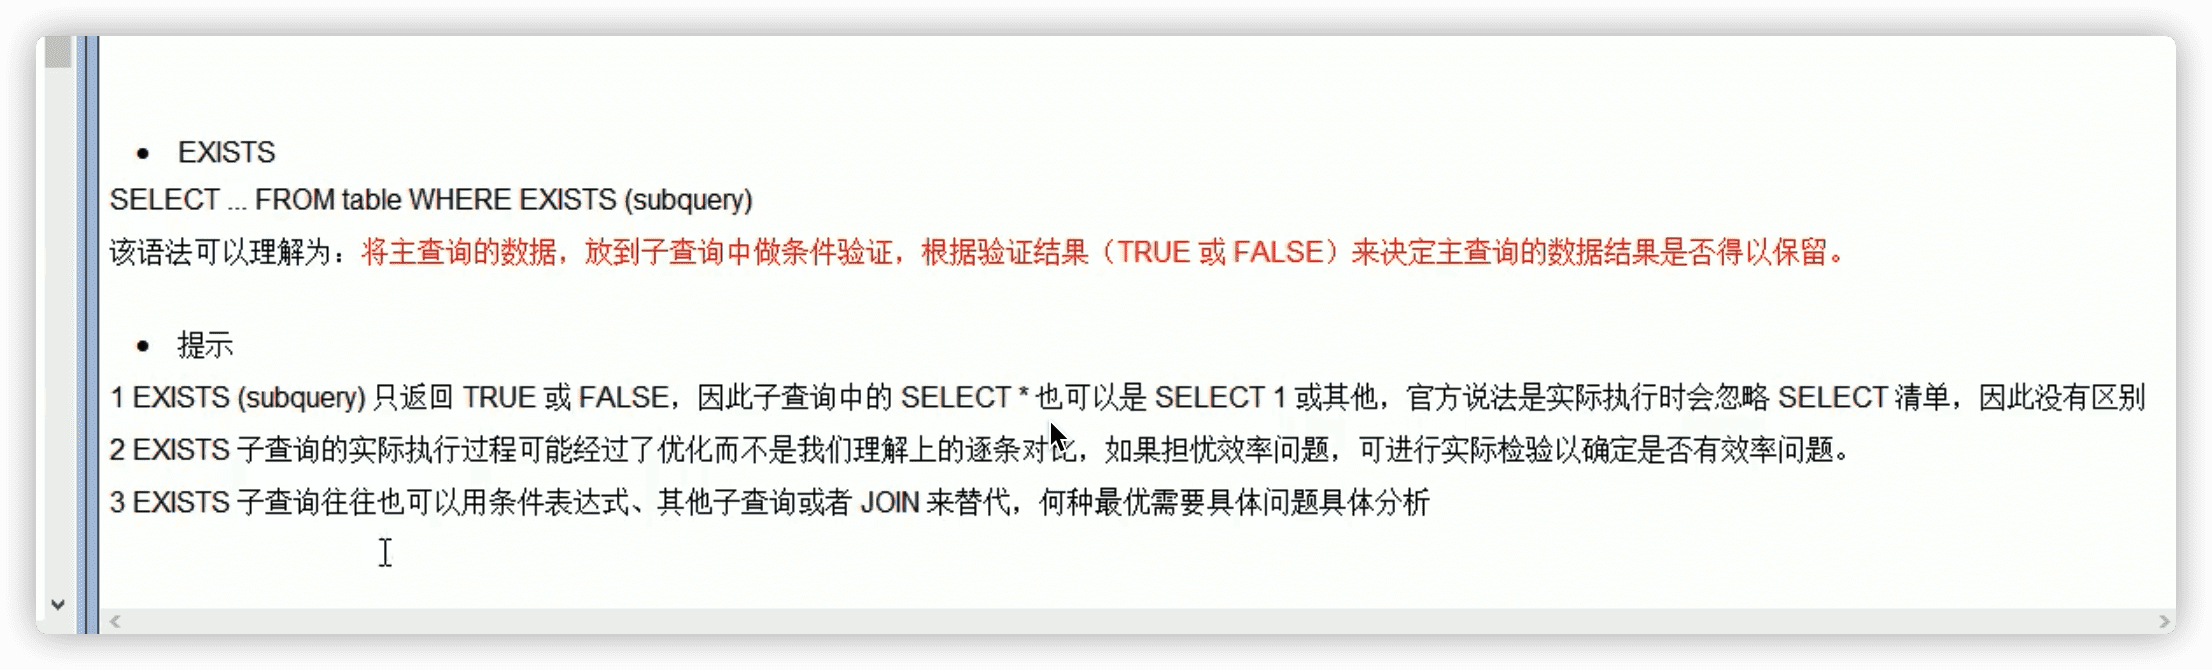 • EXISTS
SELECT ... FROM table WHERE EXISTS (subquery)
该语法可以理解为：将主查询的数据，放到子查询中做条件验证，根据验证结果（TRUE 或 FALSE）来决定主查询的数据结果是否得以保留。
• 提示
1 EXISTS (subquery) 只返回 TRUE 或 FALSE，因此子查询中的 SELECT * 也可以是 SELECT 1 或其他，官方说法是实际执行时会忽略 SELECT 清单，因此没有区别
2 EXISTS 子查询的实际执行过程可能经过了优化而不是我们理解上的逐条对比，如果担忧效率问题，可进行实际检验以确定是否有效率问题。
3 EXISTS 子查询往往也可以用条件表达式、其他子查询或者 JOIN 来替代，何种最优需要具体问题具体分析